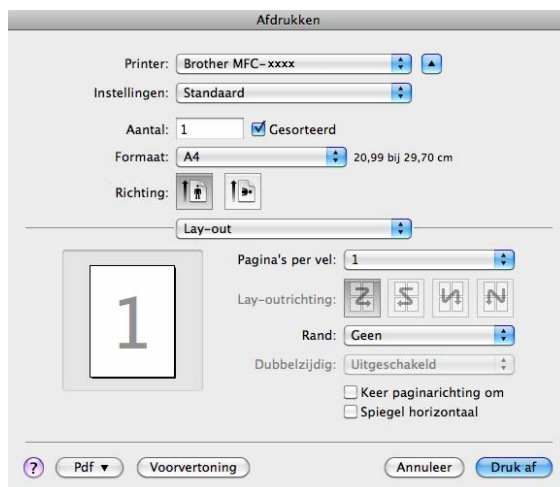 Afdrukken
Printer: Brother MFC-xxxx
Instellingen: Standaard
Aantal: 1 Gesorteerd
Formaat: A4 20,99 bij 29,70 cm
Richting:
Lay-out
Pagina's per vel: 1
Lay-outrichting:
Rand: Geen
Dubbelzijdig: Uitgeschakeld
Keer paginarichting om
Spiegel horizontaal
1
? Pdf ▼ Voorvertoning Annuleer Druk af